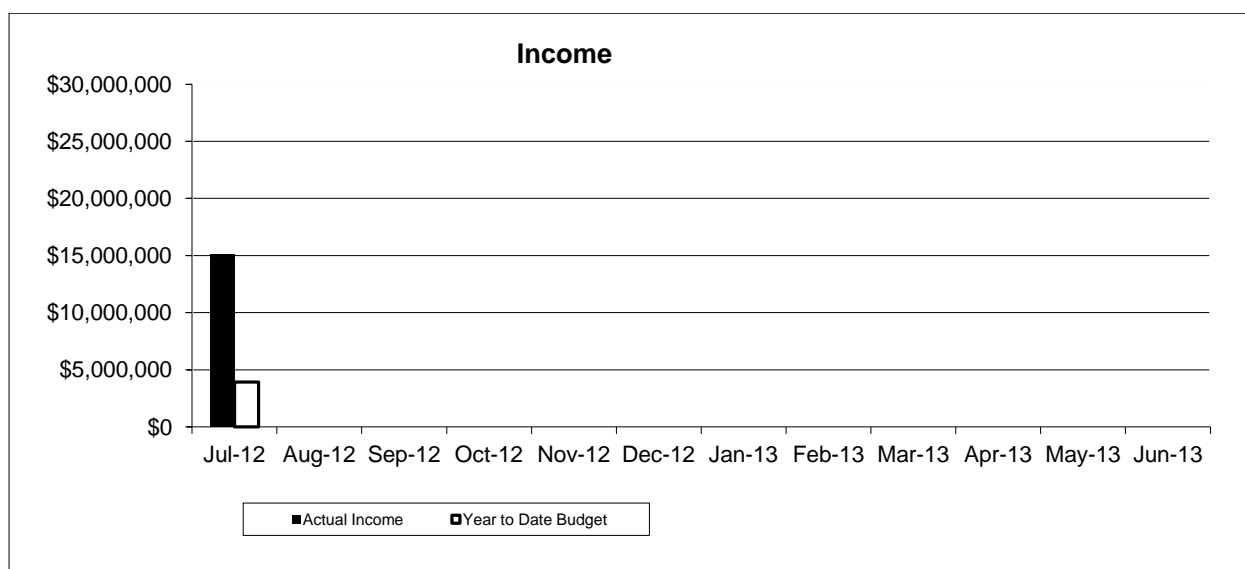 Income
$30,000,000
$25,000,000
$20,000,000
$15,000,000
$10,000,000
$5,000,000
$0
Jul-12 Aug-12 Sep-12 Oct-12 Nov-12 Dec-12 Jan-13 Feb-13 Mar-13 Apr-13 May-13 Jun-13
Actual Income Year to Date Budget